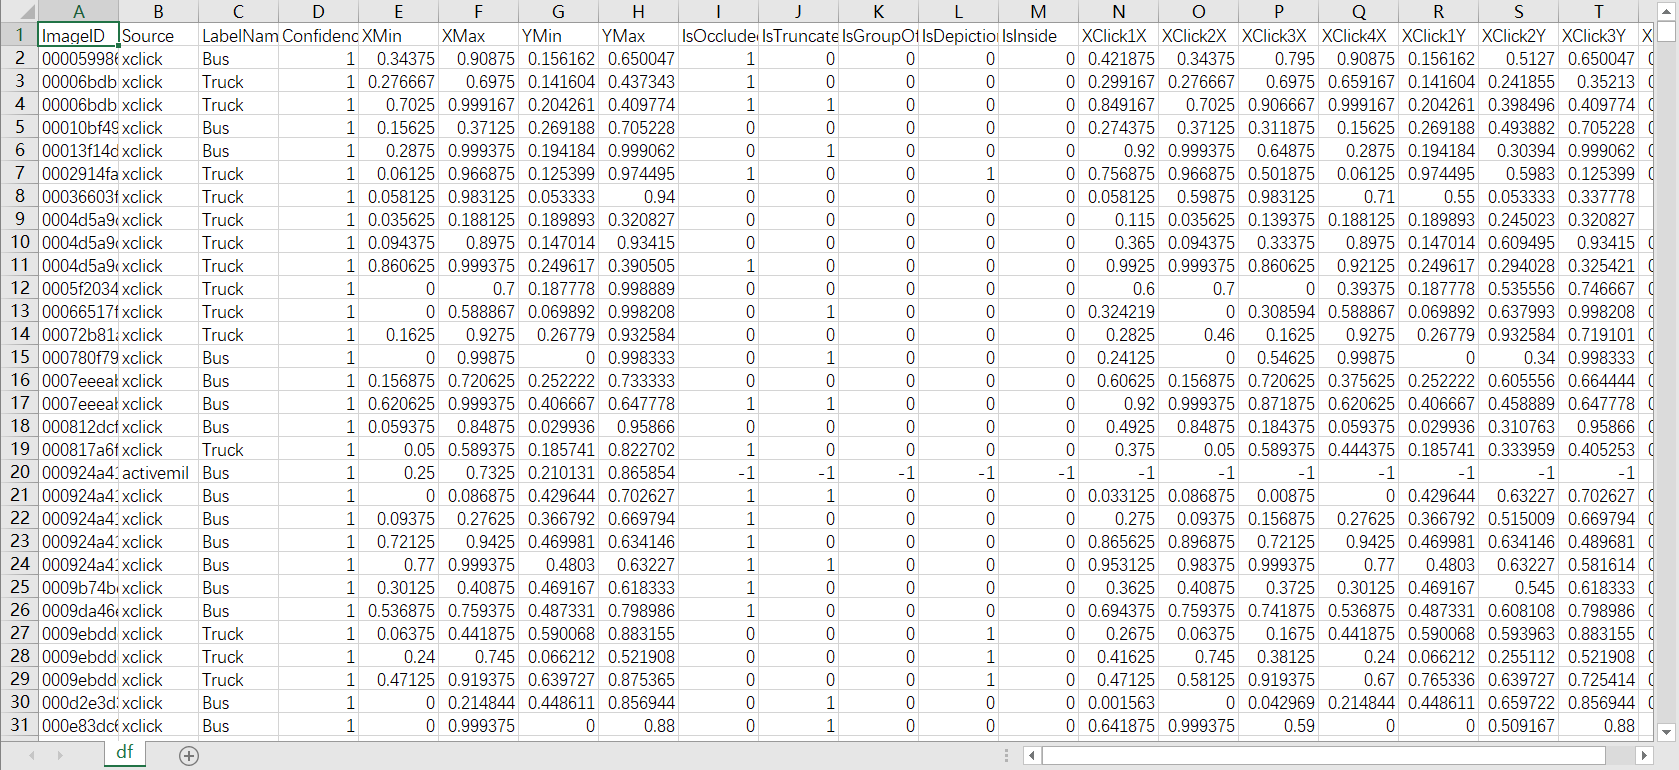 A B C D E F G H I J K L M N O P Q R S T
1 ImageID Source LabelNam Confidenc XMin XMax YMin YMax IsOcclude IsTruncate IsGroupOf IsDepiction IsInside XClick1X XClick2X XClick3X XClick4X XClick1Y XClick2Y XClick3Y X
2 00005998 xclick Bus 1 0.34375 0.90875 0.156162 0.650047 1 0 0 0 0 0.421875 0.34375 0.795 0.90875 0.156162 0.5127 0.650047
3 00006bdb xclick Truck 1 0.276667 0.6975 0.141604 0.437343 1 0 0 0 0 0.299167 0.276667 0.6975 0.659167 0.141604 0.241855 0.35213
4 00006bdb xclick Truck 1 0.7025 0.999167 0.204261 0.409774 1 1 0 0 0 0.849167 0.7025 0.906667 0.999167 0.204261 0.398496 0.409774
5 00010bf49 xclick Bus 1 0.15625 0.37125 0.269188 0.705228 0 0 0 0 0 0.274375 0.37125 0.311875 0.15625 0.269188 0.493882 0.705228
6 00013f14d xclick Bus 1 0.2875 0.999375 0.194184 0.999062 0 1 0 0 0 0.92 0.999375 0.64875 0.2875 0.194184 0.30394 0.999062
7 0002914fa xclick Truck 1 0.06125 0.966875 0.125399 0.974495 1 0 0 1 0 0.756875 0.966875 0.501875 0.06125 0.974495 0.5983 0.125399
8 00036603f xclick Truck 1 0.058125 0.983125 0.053333 0.94 0 0 0 0 0 0.058125 0.59875 0.983125 0.71 0.55 0.053333 0.337778
9 0004d5a9 xclick Truck 1 0.035625 0.188125 0.189893 0.320827 0 0 0 0 0 0.115 0.035625 0.139375 0.188125 0.189893 0.245023 0.320827
10 0004d5a9 xclick Truck 1 0.094375 0.8975 0.147014 0.93415 0 0 0 0 0 0.365 0.094375 0.33375 0.8975 0.147014 0.609495 0.93415
11 0004d5a9 xclick Truck 1 0.860625 0.999375 0.249617 0.390505 1 0 0 0 0 0.9925 0.999375 0.860625 0.92125 0.249617 0.294028 0.325421
12 0005f2034 xclick Truck 1 0 0.7 0.187778 0.998889 0 0 0 0 0 0.6 0.7 0 0.39375 0.187778 0.535556 0.746667
13 00066517f xclick Truck 1 0 0.588867 0.069892 0.998208 0 1 0 0 0 0.324219 0 0.308594 0.588867 0.069892 0.637993 0.998208
14 00072b81 xclick Truck 1 0.1625 0.9275 0.26779 0.932584 0 0 0 0 0 0.2825 0.46 0.1625 0.9275 0.26779 0.932584 0.719101
15 000780f79 xclick Bus 1 0 0.99875 0 0.998333 0 1 0 0 0 0.24125 0 0.54625 0.99875 0 0.34 0.998333
16 0007eeea xclick Bus 1 0.156875 0.720625 0.252222 0.733333 0 0 0 0 0 0.60625 0.156875 0.720625 0.375625 0.252222 0.605556 0.664444
17 0007eeea xclick Bus 1 0.620625 0.999375 0.406667 0.647778 1 1 0 0 0 0.92 0.999375 0.871875 0.620625 0.406667 0.458889 0.647778
18 000812dcf xclick Bus 1 0.059375 0.84875 0.029936 0.95866 0 0 0 0 0 0.4925 0.84875 0.184375 0.059375 0.029936 0.310763 0.95866
19 000817a6f xclick Truck 1 0.05 0.589375 0.185741 0.822702 1 0 0 0 0 0.375 0.05 0.589375 0.444375 0.185741 0.333959 0.405253
20 000924a4 activemil Bus 1 0.25 0.7325 0.210131 0.865854 -1 -1 -1 -1 -1 -1 -1 -1 -1 -1 -1 -1
21 000924a4 xclick Bus 1 0 0.086875 0.429644 0.702627 1 1 0 0 0 0.033125 0.086875 0.00875 0 0.429644 0.63227 0.702627
22 000924a4 xclick Bus 1 0.09375 0.27625 0.366792 0.669794 1 0 0 0 0 0.275 0.09375 0.156875 0.27625 0.366792 0.515009 0.669794
23 000924a4 xclick Bus 1 0.72125 0.9425 0.469981 0.634146 1 0 0 0 0 0.865625 0.896875 0.72125 0.9425 0.469981 0.634146 0.489681
24 000924a4 xclick Bus 1 0.77 0.999375 0.4803 0.63227 1 1 0 0 0 0.953125 0.98375 0.999375 0.77 0.4803 0.63227 0.581614
25 0009b74b xclick Bus 1 0.30125 0.40875 0.469167 0.618333 1 0 0 0 0 0.3625 0.40875 0.3725 0.30125 0.469167 0.545 0.618333
26 0009da46 xclick Bus 1 0.536875 0.759375 0.487331 0.798986 1 0 0 0 0 0.694375 0.759375 0.741875 0.536875 0.487331 0.608108 0.798986
27 0009ebdd xclick Truck 1 0.06375 0.441875 0.590068 0.883155 0 0 0 1 0 0.2675 0.06375 0.1675 0.441875 0.590068 0.593963 0.883155
28 0009ebdd xclick Truck 1 0.24 0.745 0.066212 0.521908 0 0 0 1 0 0.41625 0.745 0.38125 0.24 0.066212 0.255112 0.521908
29 0009ebdd xclick Truck 1 0.47125 0.919375 0.639727 0.875365 0 0 0 1 0 0.47125 0.58125 0.919375 0.67 0.765336 0.639727 0.725414
30 000d2e3d xclick Bus 1 0 0.214844 0.448611 0.856944 0 1 0 0 0 0.001563 0 0.042969 0.214844 0.448611 0.659722 0.856944
31 000e83dc xclick Bus 1 0 0.999375 0 0.88 0 1 0 0 0 0.641875 0.999375 0.59 0 0 0.509167 0.88
df